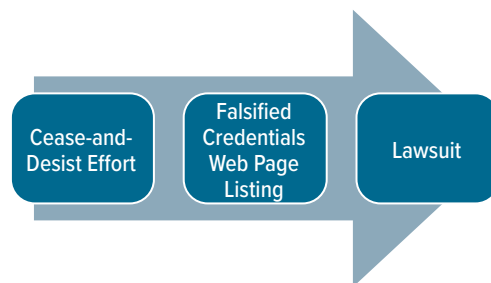 Cease-and-
Desist Effort
Falsified
Credentials
Web Page
Listing
Lawsuit